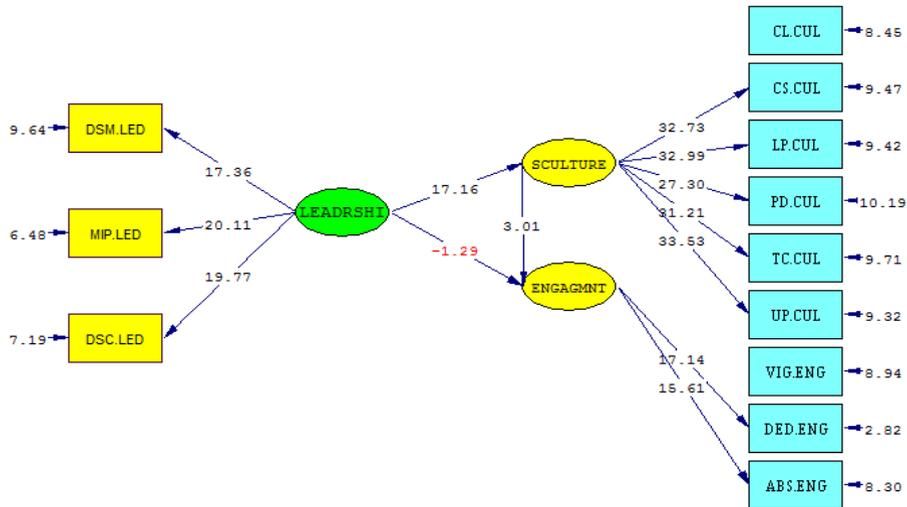 CL.CUL
8.45
CS.CUL
9.47
32.73
LP.CUL
9.42
32.99
9.64
DSM.LED
SCULTURE
27.30
PD.CUL
10.19
17.36
17.16
31.21
LEADRSHI
6.48
MIP.LED
20.11
3.01
33.53
TC.CUL
9.71
-1.29
19.77
ENGAGMNT
UP.CUL
9.32
7.19
DSC.LED
17.14
VIG.ENG
8.94
15.61
DED.ENG
2.82
ABS.ENG
8.30